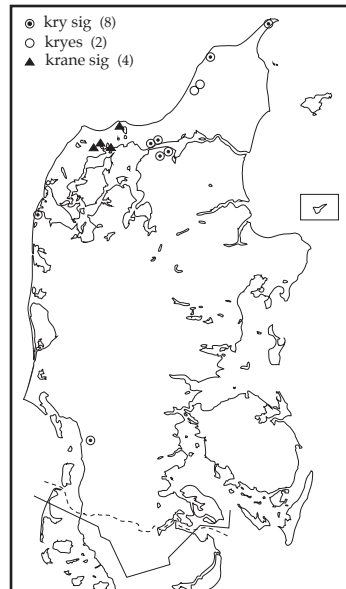 kry sig (8)
kryes (2)
krane sig (4)